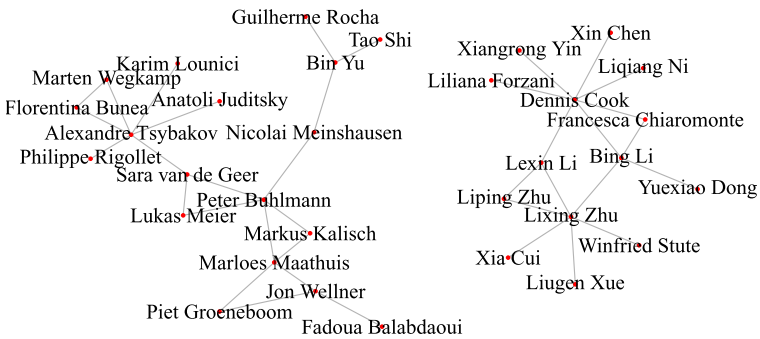 Guilherme Rocha
Tao Shi
Bin Yu
Karim Lounici
Marten Wegkamp
Florentina Bunea
Anatoli Juditsky
Alexandre Tsybakov
Nicolai Meinshausen
Philippe Rigollet
Sara van de Geer
Peter Buhlmann
Lukas Meier
Markus Kalisch
Marloes Maathuis
Jon Wellner
Piet Groeneboom
Fadoua Balabdaoui
Xin Chen
Xiangrong Yin
Liqiang Ni
Liliana Forzani
Dennis Cook
Francesca Chiaromonte
Lexin Li
Bing Li
Yuexiao Dong
Liping Zhu
Lixing Zhu
Winfried Stute
Xia Cui
Liugen Xue